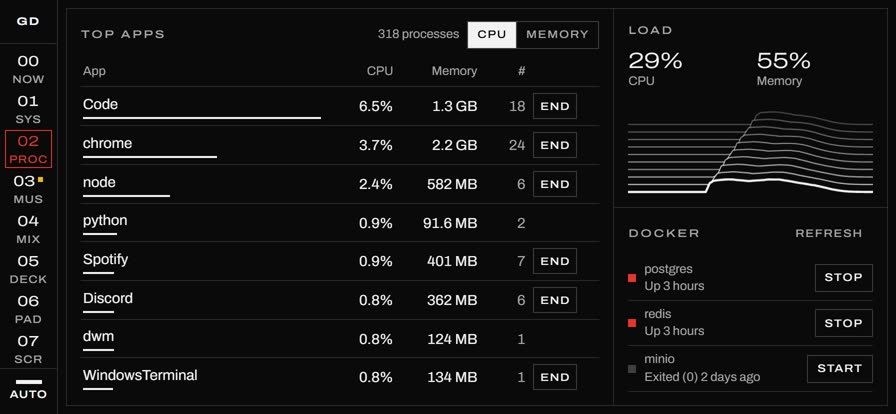 GD
00
NOW
01
SYS
02
PROC
03
MUS
04
MIX
05
DECK
06
PAD
07
SCR
AUTO
TOP APPS 318 processes CPU MEMORY
App CPU Memory #
Code 6.5% 1.3 GB 18 END
chrome 3.7% 2.2 GB 24 END
node 2.4% 582 MB 6 END
python 0.9% 91.6 MB 2
Spotify 0.9% 401 MB 7 END
Discord 0.8% 362 MB 6 END
dwm 0.8% 124 MB 1
WindowsTerminal 0.8% 134 MB 1 END
LOAD
29% 55%
CPU Memory
DOCKER REFRESH
postgres
Up 3 hours STOP
redis
Up 3 hours STOP
minio
Exited (0) 2 days ago START